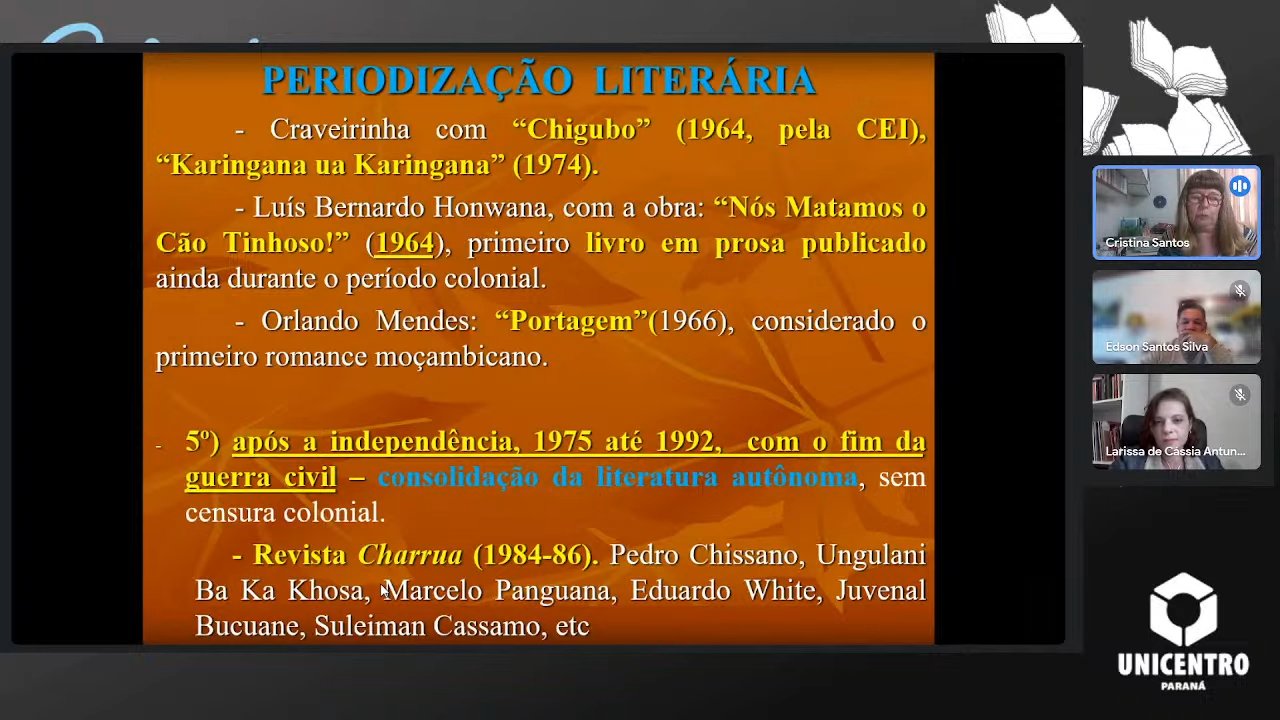 PERIODIZAÇÃO LITERÁRIA
- Craveirinha com “Chigubo” (1964, pela CEI),
“Karingana ua Karingana” (1974).
- Luís Bernardo Honwana, com a obra: “Nós Matamos o
Cão Tinhoso!” (1964), primeiro livro em prosa publicado
ainda durante o período colonial.
- Orlando Mendes: “Portagem”(1966), considerado o
primeiro romance moçambicano.
- 5º) após a independência, 1975 até 1992, com o fim da
guerra civil – consolidação da literatura autônoma, sem
censura colonial.
- Revista Charrua (1984-86). Pedro Chissano, Ungulani
Ba Ka Khosa, Marcelo Panguana, Eduardo White, Juvenal
Bucuane, Suleiman Cassamo, etc
Cristina Santos
Edson Santos Silva
Larissa de Cássia Antun...
UNICENTRO
PARANÁ